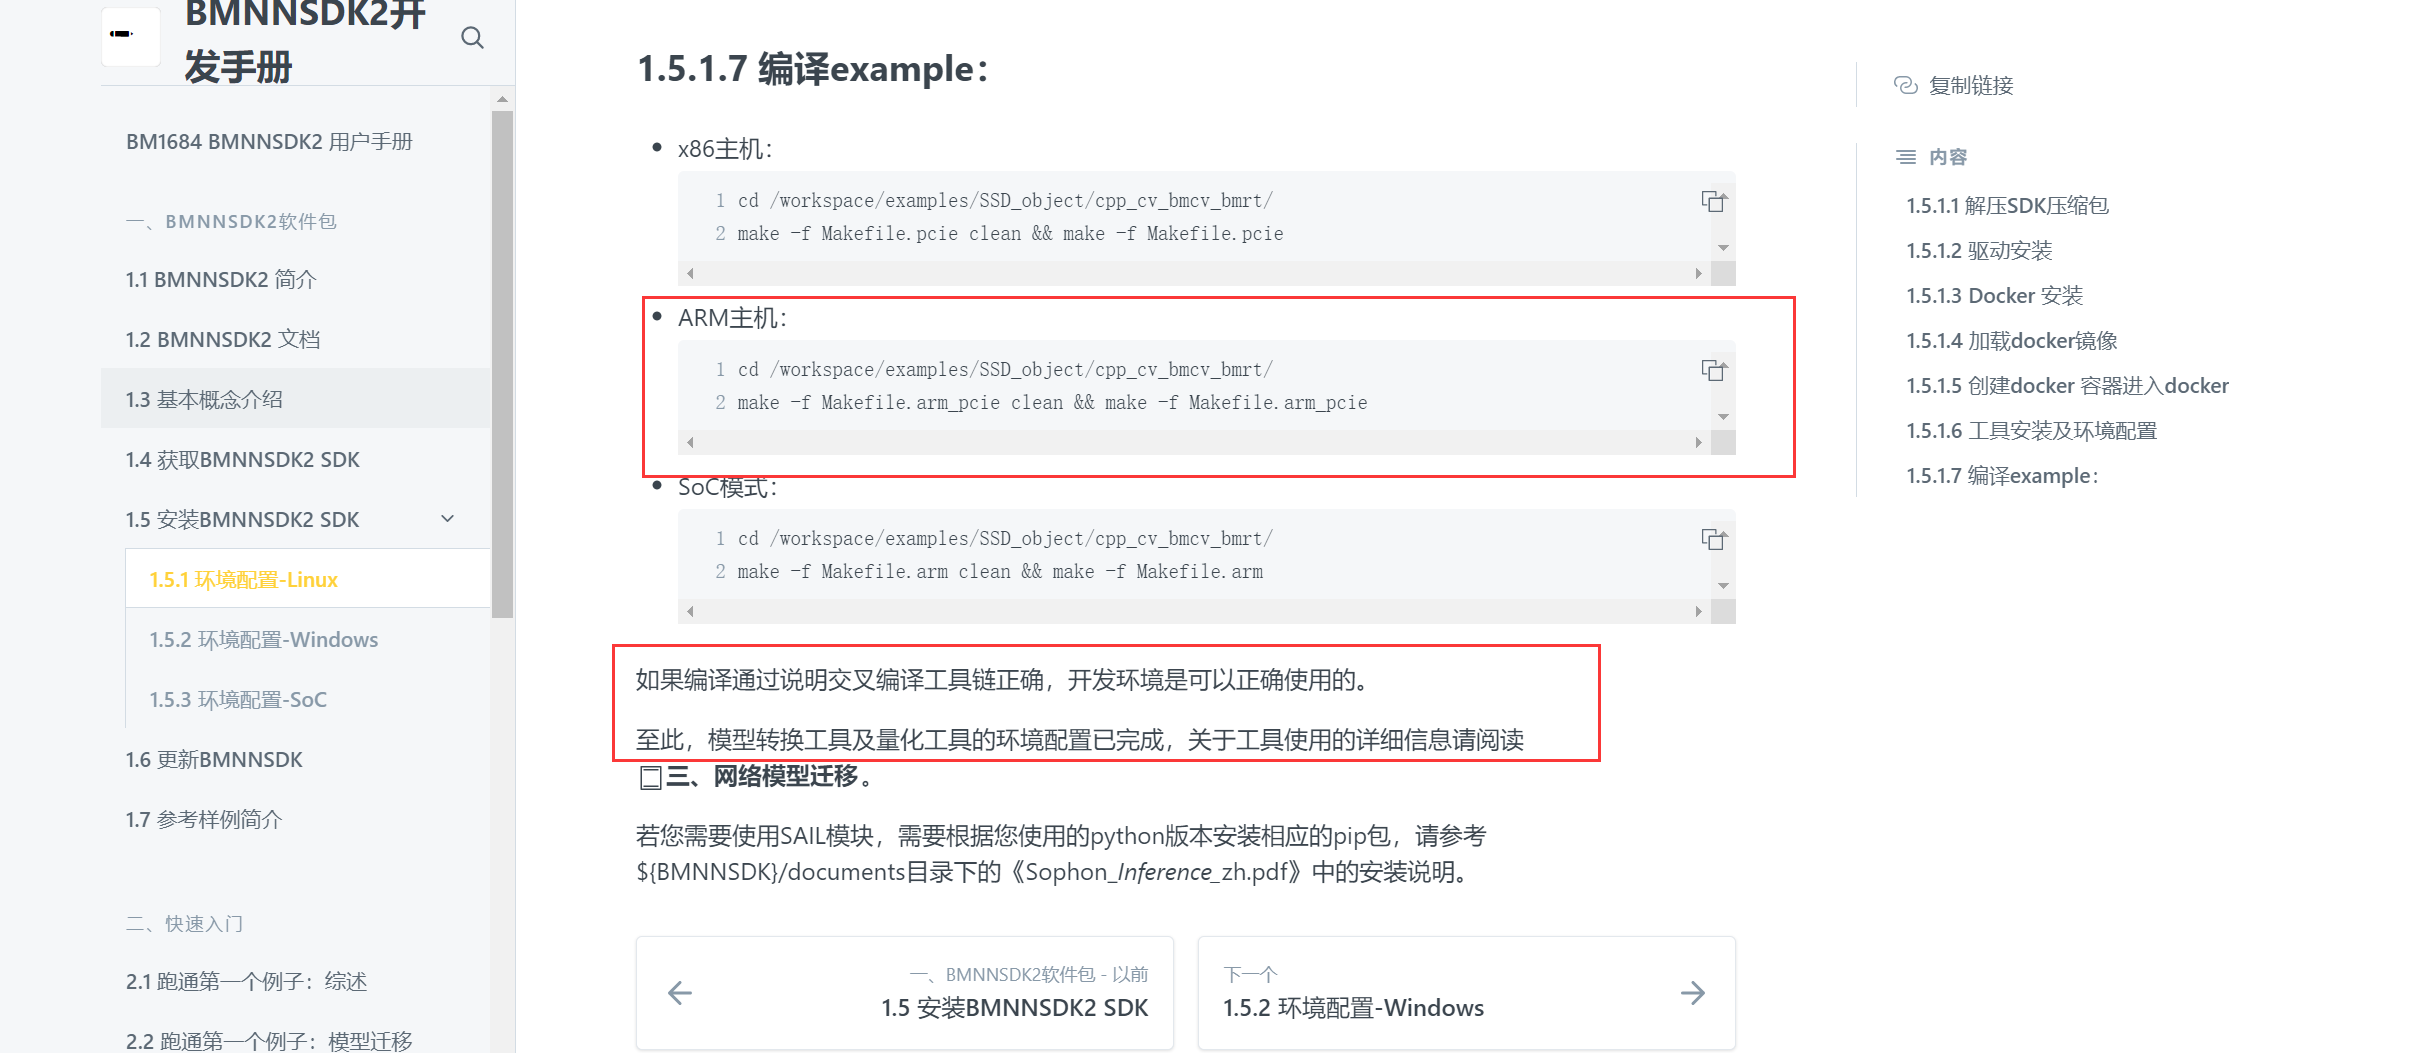 BMNNSDK2开
发手册
BM1684 BMNNSDK2 用户手册
一、BMNNSDK2软件包
1.1 BMNNSDK2 简介
1.2 BMNNSDK2 文档
1.3 基本概念介绍
1.4 获取BMNNSDK2 SDK
1.5 安装BMNNSDK2 SDK
1.5.1 环境配置-Linux
1.5.2 环境配置-Windows
1.5.3 环境配置-SoC
1.6 更新BMNNSDK
1.7 参考样例简介
二、快速入门
2.1 跑通第一个例子：综述
2.2 跑通第一个例子：模型迁移
1.5.1.7 编译example：
x86主机：
1 cd /workspace/examples/SSD_object/cpp_cv_bmcv_bmrt/
2 make -f Makefile.pcie clean && make -f Makefile.pcie
ARM主机：
1 cd /workspace/examples/SSD_object/cpp_cv_bmcv_bmrt/
2 make -f Makefile.arm_pcie clean && make -f Makefile.arm_pcie
SoC模式：
1 cd /workspace/examples/SSD_object/cpp_cv_bmcv_bmrt/
2 make -f Makefile.arm clean && make -f Makefile.arm
如果编译通过说明交叉编译工具链正确，开发环境是可以正确使用的。
至此，模型转换工具及量化工具的环境配置已完成，关于工具使用的详细信息请阅读
三、网络模型迁移。
若您需要使用SAIL模块，需要根据您使用的python版本安装相应的pip包，请参考
${BMNNSDK}/documents目录下的《Sophon_Inference_zh.pdf》中的安装说明。
一、BMNNSDK2软件包 - 以前
1.5 安装BMNNSDK2 SDK
下一个
1.5.2 环境配置-Windows
复制链接
内容
1.5.1.1 解压SDK压缩包
1.5.1.2 驱动安装
1.5.1.3 Docker 安装
1.5.1.4 加载docker镜像
1.5.1.5 创建docker 容器进入docker
1.5.1.6 工具安装及环境配置
1.5.1.7 编译example：